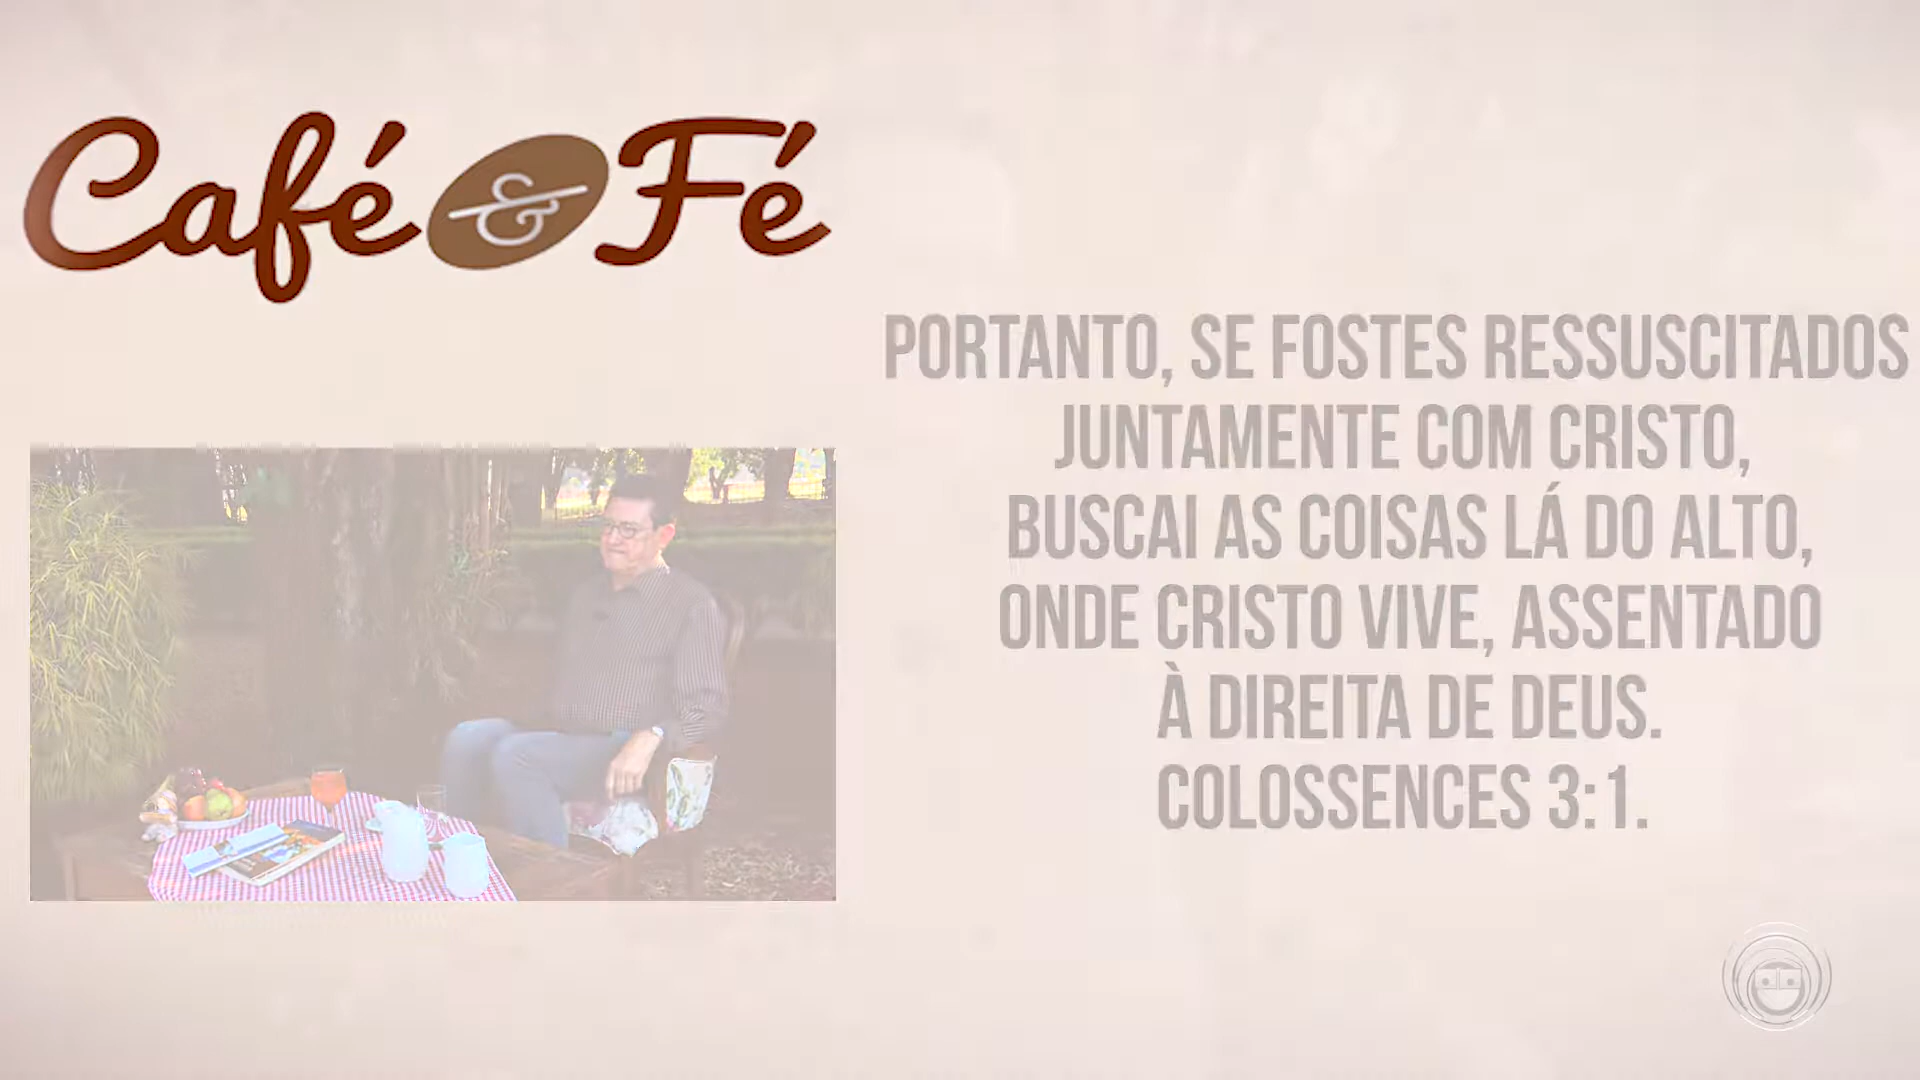 Café & Fé
PORTANTO, SE FOSTES RESSUSCITADOS
JUNTAMENTE COM CRISTO,
BUSCAI AS COISAS LÁ DO ALTO,
ONDE CRISTO VIVE, ASSENTADO
À DIREITA DE DEUS.
COLOSSENCES 3:1.